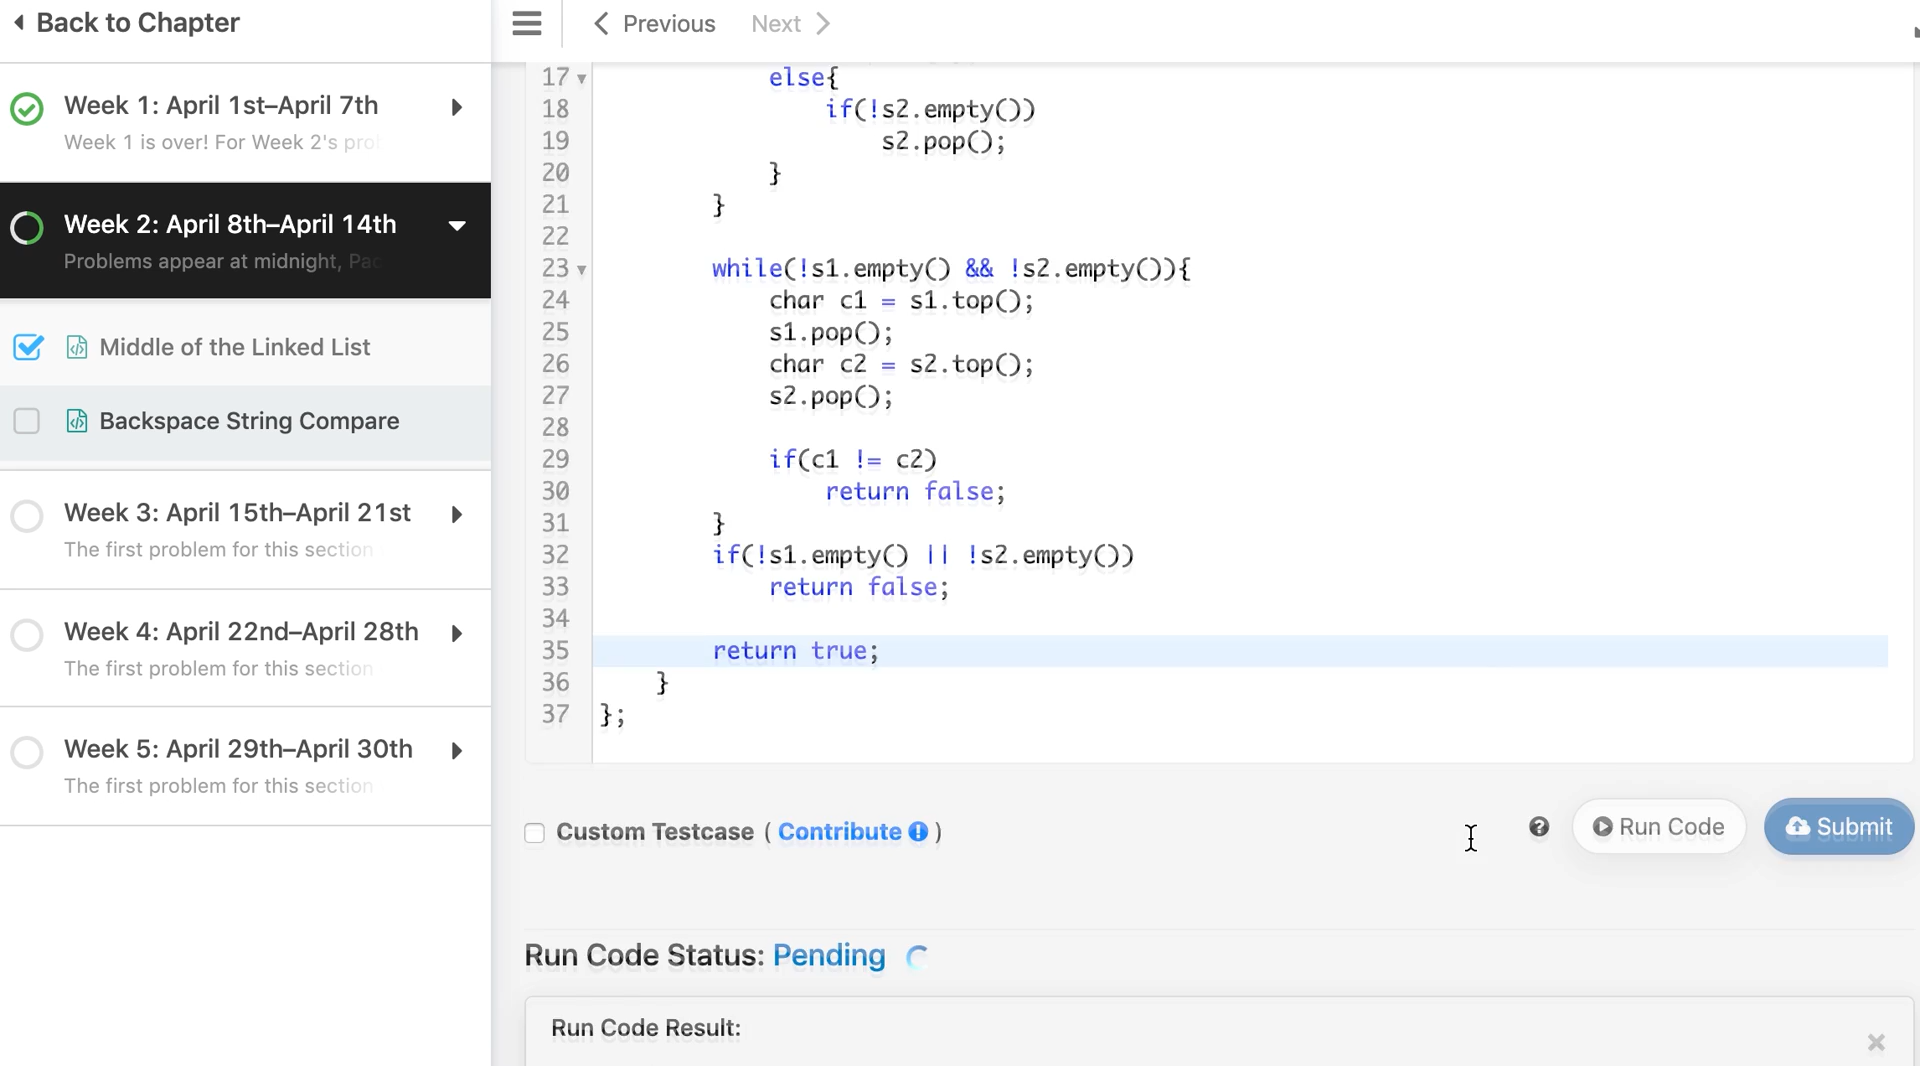 Back to Chapter
Previous
Next
Week 1: April 1st–April 7th
Week 1 is over! For Week 2's pro
Week 2: April 8th–April 14th
Problems appear at midnight, Pac
Middle of the Linked List
Backspace String Compare
Week 3: April 15th–April 21st
The first problem for this section
Week 4: April 22nd–April 28th
The first problem for this section
Week 5: April 29th–April 30th
The first problem for this section
17 else{
18 if(!s2.empty())
19 s2.pop();
20 }
21 }
22
23 while(!s1.empty() && !s2.empty()){
24 char c1 = s1.top();
25 s1.pop();
26 char c2 = s2.top();
27 s2.pop();
28
29 if(c1 != c2)
30 return false;
31 }
32 if(!s1.empty() || !s2.empty())
33 return false;
34
35 return true;
36 }
37 };
Custom Testcase ( Contribute )
Run Code
Submit
Run Code Status: Pending
Run Code Result: